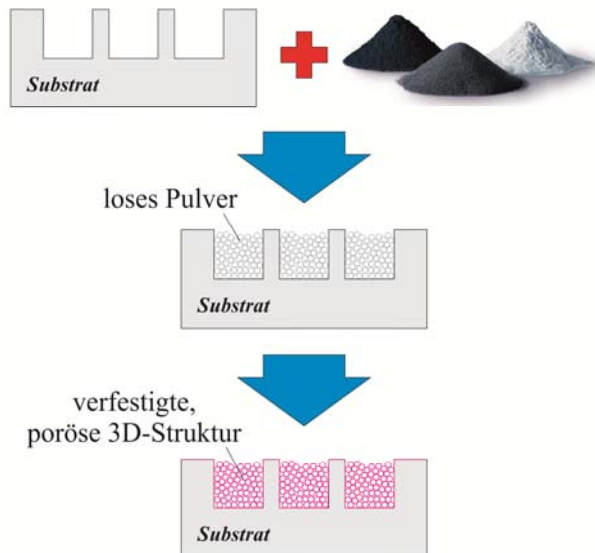 Substrat
loses Pulver
Substrat
verfestigte,
poröse 3D-Struktur
Substrat